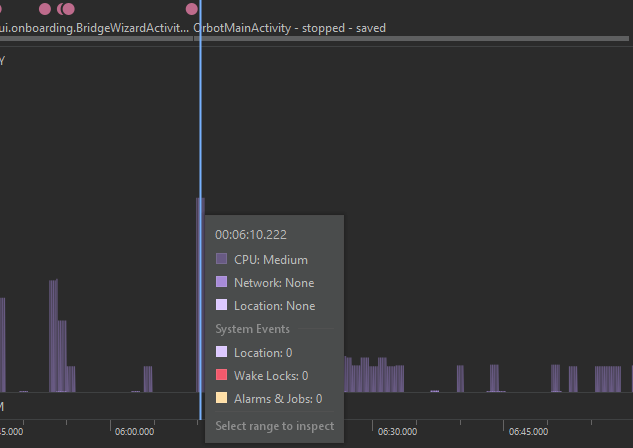 ui.onboarding.BridgeWizardActivit... OrbotMainActivity - stopped - saved
Y
00:06:10.222
CPU: Medium
Network: None
Location: None
System Events
Location: 0
Wake Locks: 0
Alarms & Jobs: 0
M
45.000 06:00.000 06:30.000 06:45.000
Select range to inspect